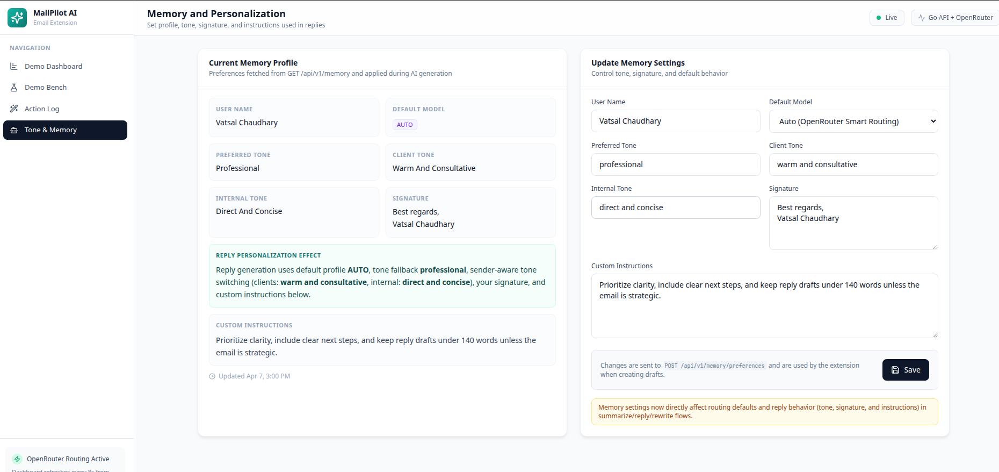 MailPilot AI
Email Extension
NAVIGATION
Demo Dashboard
Demo Bench
Action Log
Tone & Memory
OpenRouter Routing Active
Dashboard refreshes every 8s from
Memory and Personalization
Set profile, tone, signature, and instructions used in replies
Live
Go API + OpenRouter
Current Memory Profile
Preferences fetched from GET /api/v1/memory and applied during AI generation
USER NAME
Vatsal Chaudhary
DEFAULT MODEL
AUTO
PREFERRED TONE
Professional
CLIENT TONE
Warm And Consultative
INTERNAL TONE
Direct And Concise
SIGNATURE
Best regards,
Vatsal Chaudhary
REPLY PERSONALIZATION EFFECT
Reply generation uses default profile AUTO, tone fallback professional, sender-aware tone
switching (clients: warm and consultative, internal: direct and concise), your signature, and
custom instructions below.
CUSTOM INSTRUCTIONS
Prioritize clarity, include clear next steps, and keep reply drafts under 140 words unless the
email is strategic.
Updated Apr 7, 3:00 PM
Update Memory Settings
Control tone, signature, and default behavior
User Name
Vatsal Chaudhary
Default Model
Auto (OpenRouter Smart Routing)
Preferred Tone
professional
Client Tone
warm and consultative
Internal Tone
direct and concise
Signature
Best regards,
Vatsal Chaudhary
Custom Instructions
Prioritize clarity, include clear next steps, and keep reply drafts under 140 words unless the
email is strategic.
Changes are sent to POST /api/v1/memory/preferences and are used by the extension
when creating drafts.
Save
Memory settings now directly affect routing defaults and reply behavior (tone, signature, and instructions) in
summarize/reply/rewrite flows.